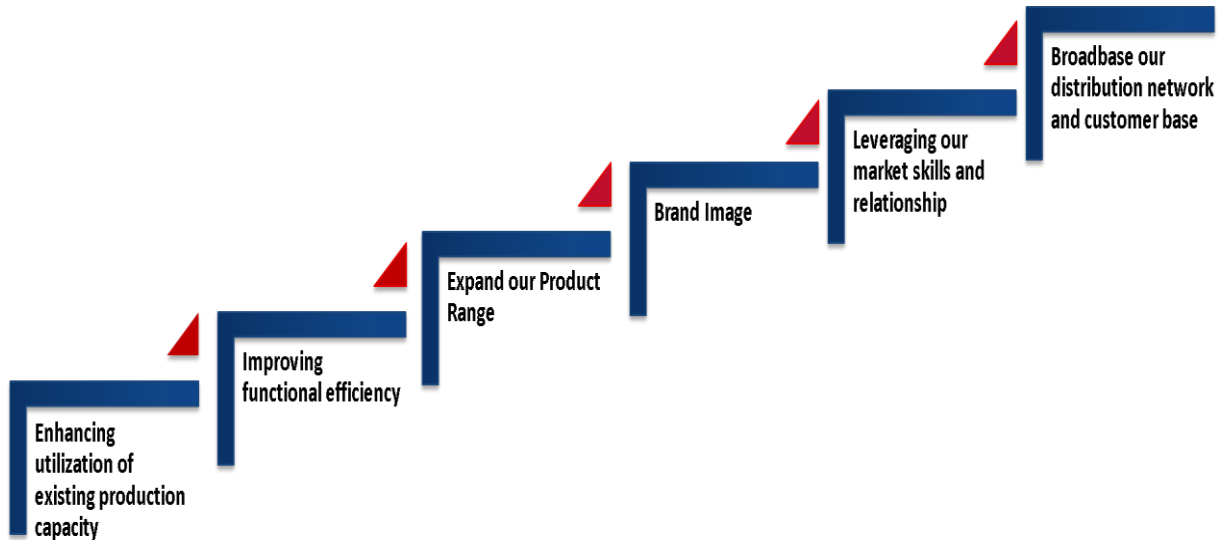 Enhancing
utilization of
existing production
capacity
Improving
functional efficiency
Expand our Product
Range
Brand Image
Leveraging our
market skills and
relationship
Broadbase our
distribution network
and customer base